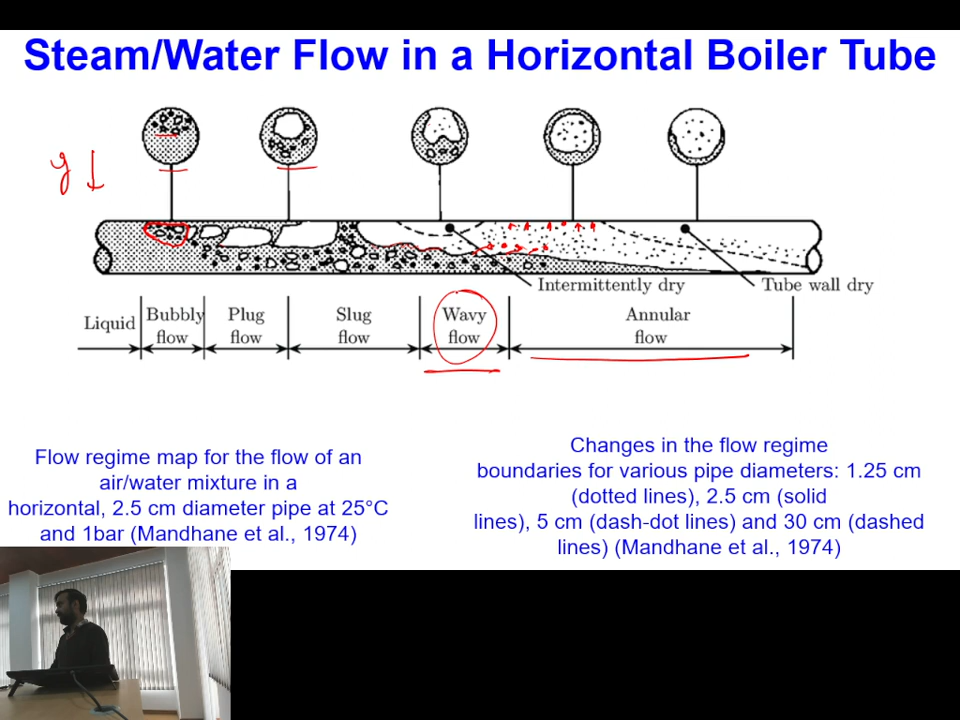 Steam/Water Flow in a Horizontal Boiler Tube
y
Intermittently dry
Tube wall dry
Liquid
Bubbly
flow
Plug
flow
Slug
flow
Wavy
flow
Annular
flow
Flow regime map for the flow of an
air/water mixture in a
horizontal, 2.5 cm diameter pipe at 25°C
and 1bar (Mandhane et al., 1974)
Changes in the flow regime
boundaries for various pipe diameters: 1.25 cm
(dotted lines), 2.5 cm (solid
lines), 5 cm (dash-dot lines) and 30 cm (dashed
lines) (Mandhane et al., 1974)